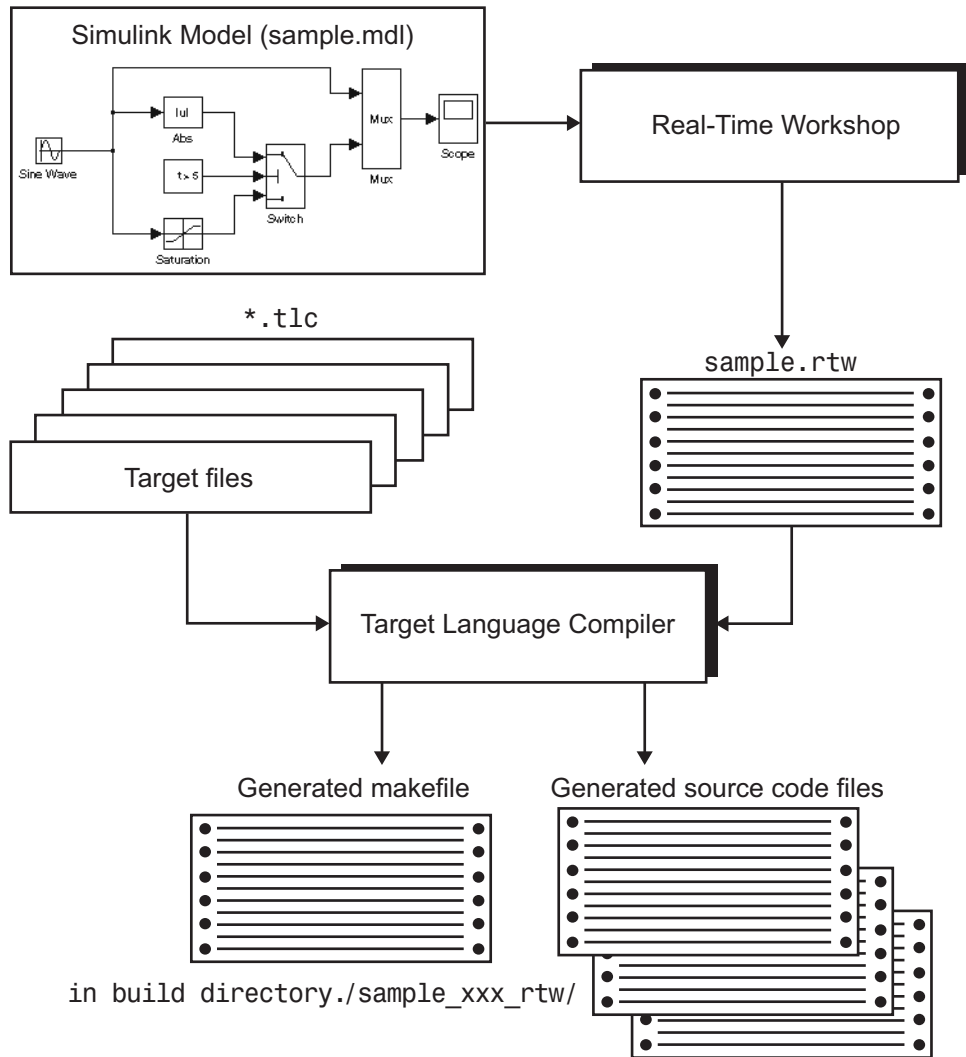 Simulink Model (sample.mdl)
|u|
Abs
Sine Wave
t>5
Switch
Saturation
Mux
Mux
Scope
Real-Time Workshop
*.tlc
Target files
sample.rtw
Target Language Compiler
Generated makefile
Generated source code files
in build directory./sample_xxx_rtw/